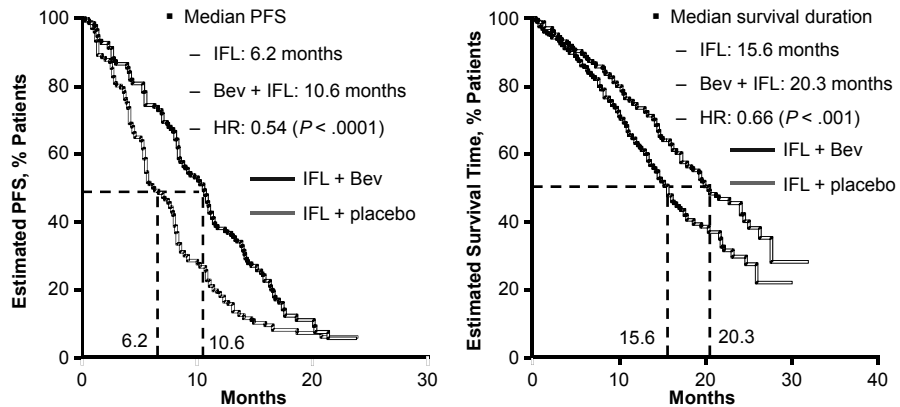 100
80
60
40
20
0
Estimated PFS, % Patients
▪ Median PFS
– IFL: 6.2 months
– Bev + IFL: 10.6 months
– HR: 0.54 (P < .0001)
IFL + Bev
IFL + placebo
6.2
10.6
0
10
20
30
Months
100
80
60
40
20
0
Estimated Survival Time, % Patients
▪ Median survival duration
– IFL: 15.6 months
– Bev + IFL: 20.3 months
– HR: 0.66 (P < .001)
IFL + Bev
IFL + placebo
15.6
20.3
0
10
20
30
40
Months